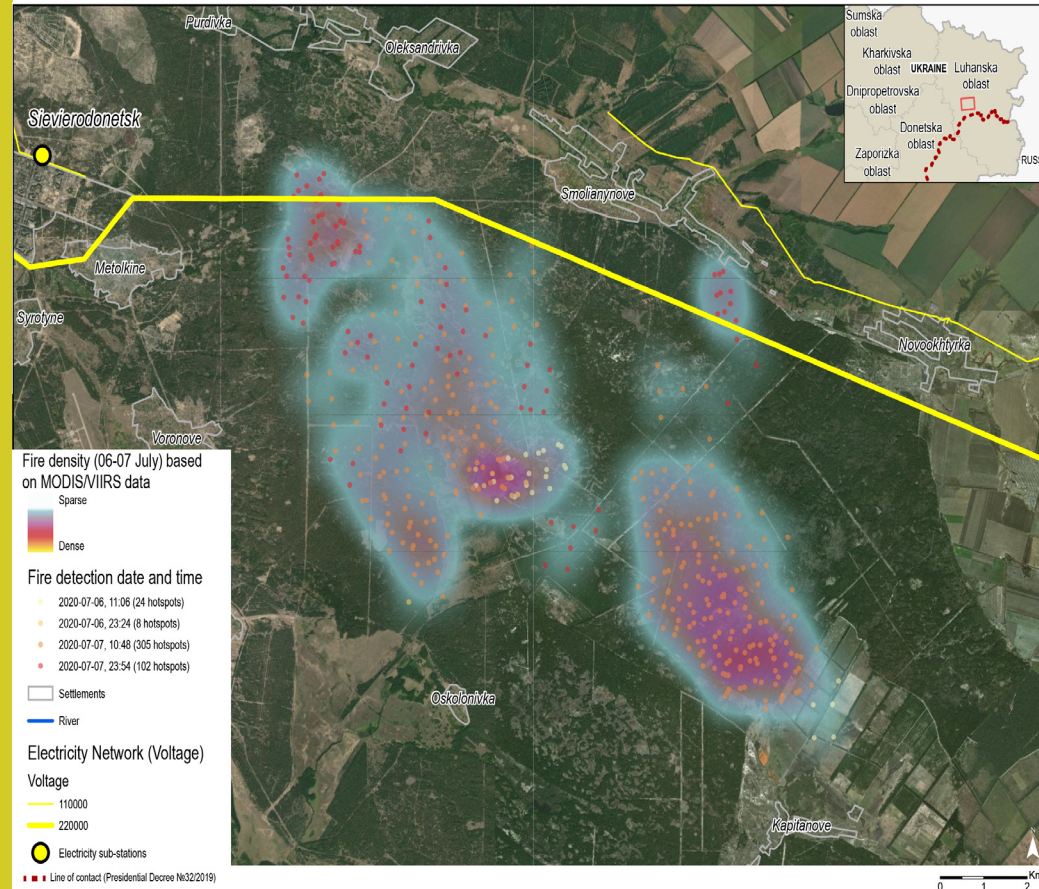 Purdivka
Oleksandrivka
Sievierodonetsk
Smolianynove
Metolkine
Syrotyne
Novookhtyrka
Voronove
Oskolonivka
Kapitanove
Sumska
oblast
Kharkivska
oblast
UKRAINE
Luhanska
oblast
Dnipropetrovska
oblast
Donetska
oblast
Zaporizka
oblast
RUSS
Fire density (06-07 July) based
on MODIS/VIIRS data
Sparse
Dense
Fire detection date and time
2020-07-06, 11:06 (24 hotspots)
2020-07-06, 23:24 (8 hotspots)
2020-07-07, 10:48 (305 hotspots)
2020-07-07, 23:54 (102 hotspots)
Settlements
River
Electricity Network (Voltage)
Voltage
110000
220000
Electricity sub-stations
Line of contact (Presidential Decree №32/2019)
N
Km
0 1 2